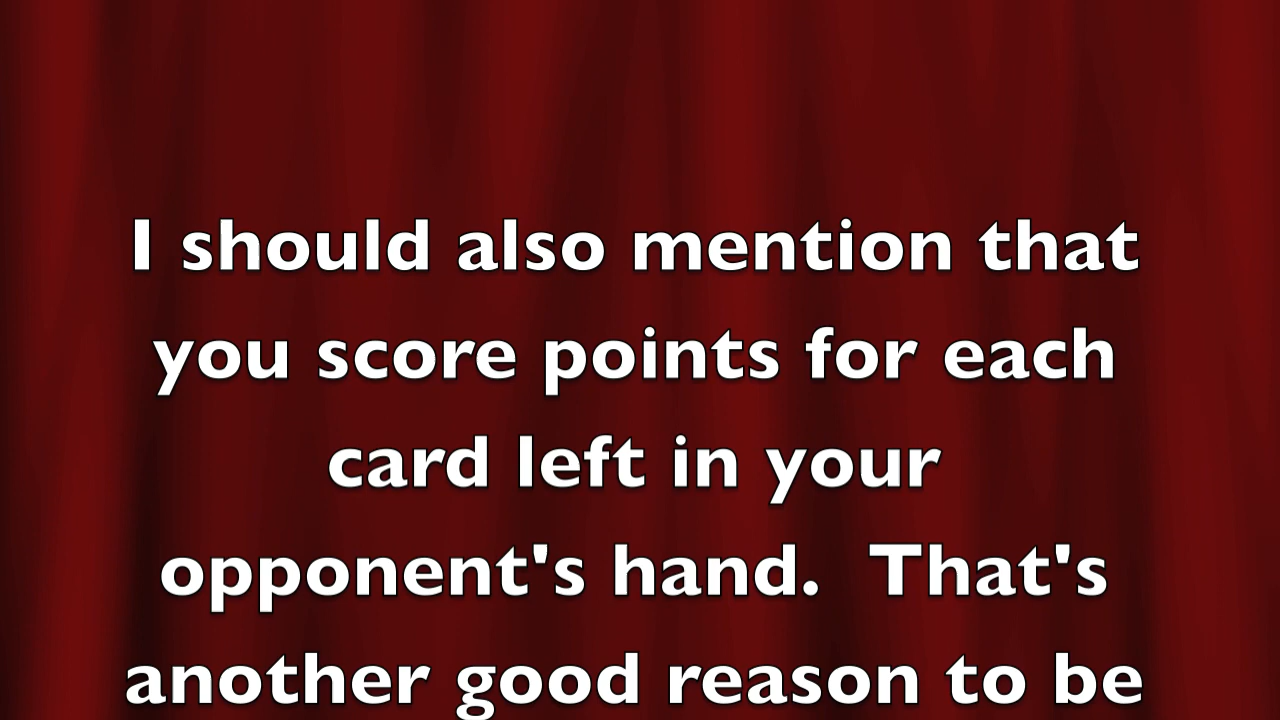 I should also mention that
you score points for each
card left in your
opponent's hand.  That's
another good reason to be